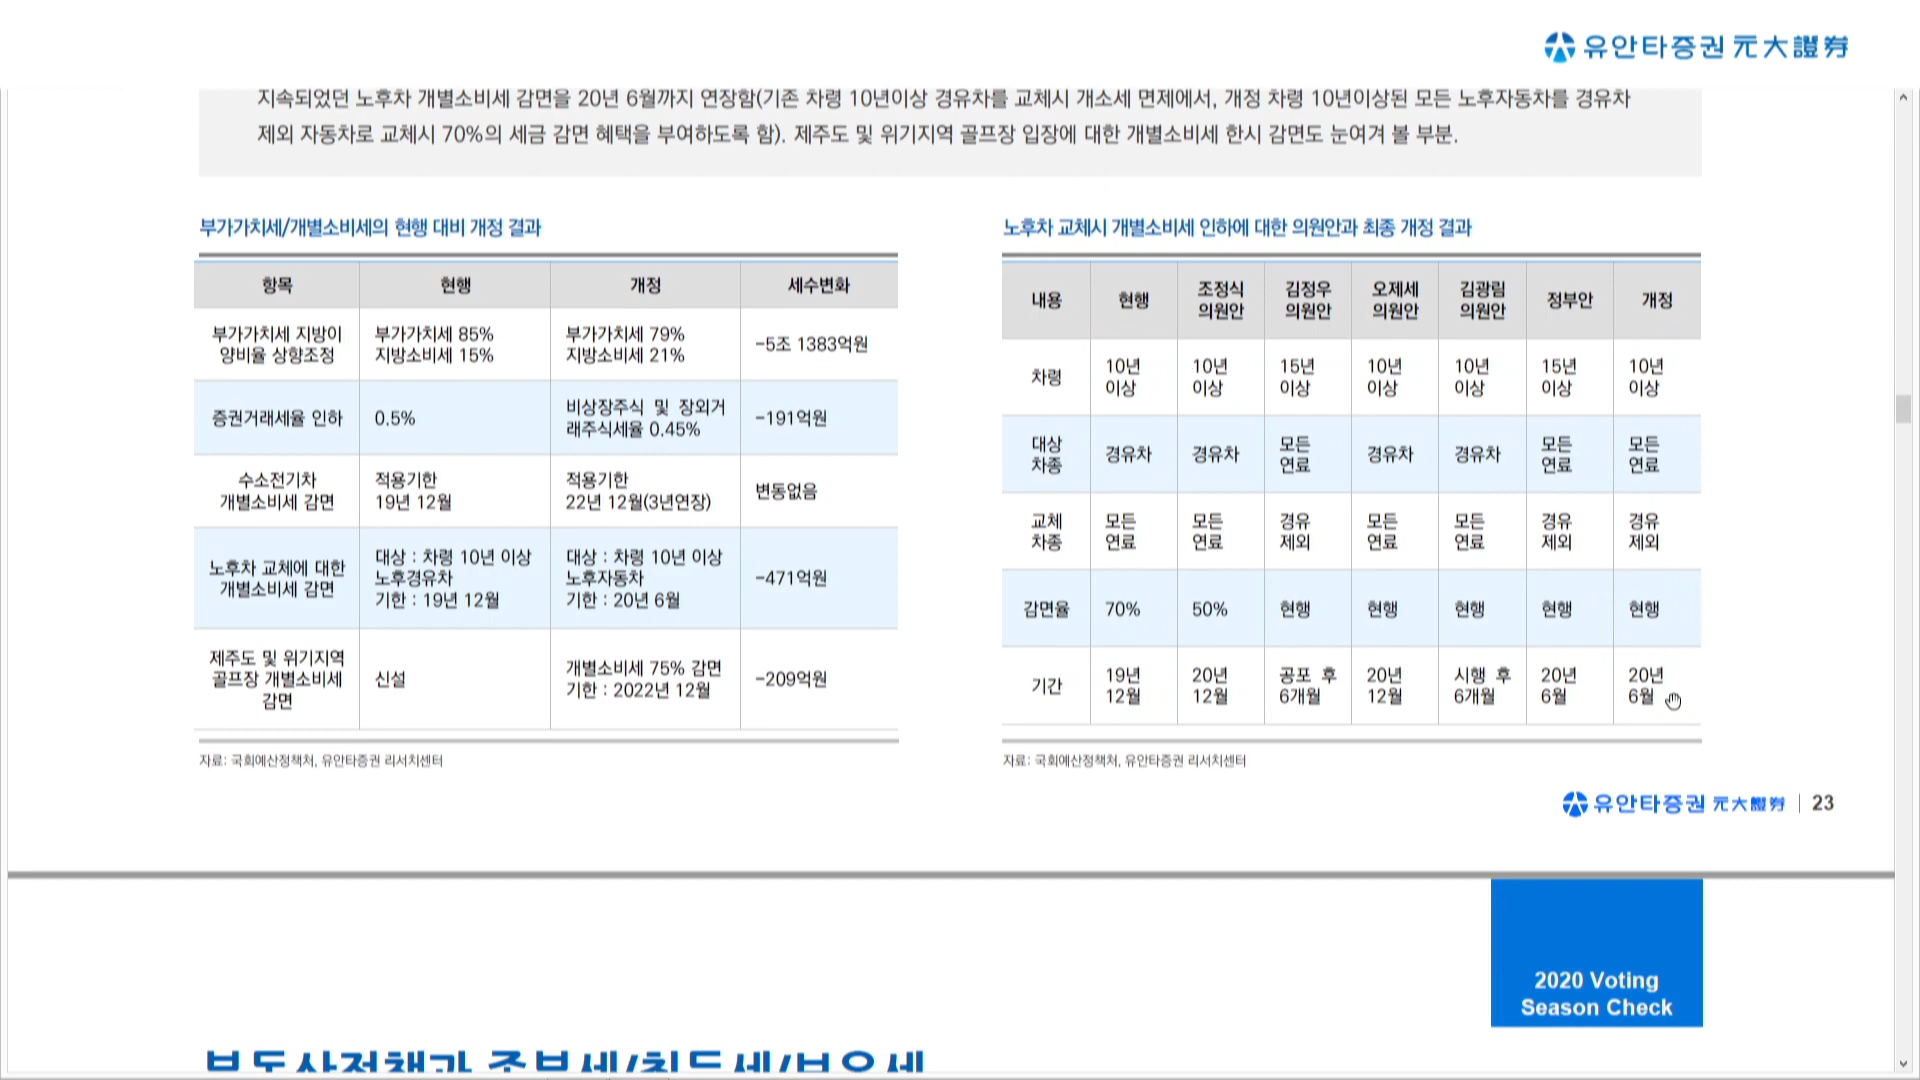 유안타증권 元大證券
지속되었던 노후차 개별소비세 감면을 20년 6월까지 연장함(기존 차령 10년이상 경유차를 교체시 개소세 면제에서, 개정 차령 10년이상된 모든 노후자동차를 경유차
제외 자동차로 교체시 70%의 세금 감면 혜택을 부여하도록 함). 제주도 및 위기지역 골프장 입장에 대한 개별소비세 한시 감면도 눈여겨 볼 부분.
부가가치세/개별소비세의 현행 대비 개정 결과
항목 현행 개정 세수변화
부가가치세 지방이
양비율 상향조정
부가가치세 85%
지방소비세 15%
부가가치세 79%
지방소비세 21%
-5조 1383억원
증권거래세율 인하
0.5%
비상장주식 및 장외거
래주식세율 0.45%
-191억원
수소전기차
개별소비세 감면
적용기한
19년 12월
적용기한
22년 12월(3년연장)
변동없음
노후차 교체에 대한
개별소비세 감면
대상 : 차령 10년 이상
노후경유차
기한 : 19년 12월
대상 : 차령 10년 이상
노후자동차
기한 : 20년 6월
-471억원
제주도 및 위기지역
골프장 개별소비세
감면
신설
개별소비세 75% 감면
기한 : 2022년 12월
-209억원
자료: 국회예산정책처, 유안타증권 리서치센터
노후차 교체시 개별소비세 인하에 대한 의원안과 최종 개정 결과
내용
현행
조정식
의원안
김정우
의원안
오제세
의원안
김광림
의원안
정부안
개정
차령
10년
이상
10년
이상
15년
이상
10년
이상
10년
이상
15년
이상
10년
이상
대상
차종
경유차
경유차
모든
연료
경유차
경유차
모든
연료
모든
연료
교체
차종
모든
연료
모든
연료
경유
제외
모든
연료
모든
연료
경유
제외
경유
제외
감면율 70% 50% 현행 현행 현행 현행 현행
기간
19년
12월
20년
12월
공포 후
6개월
20년
12월
시행 후
6개월
20년
6월
20년
6월
자료: 국회예산정책처, 유안타증권 리서치센터
유안타증권 元大證券 | 23
2020 Voting
Season Check
부동산정책과 종부세/취득세/보유세